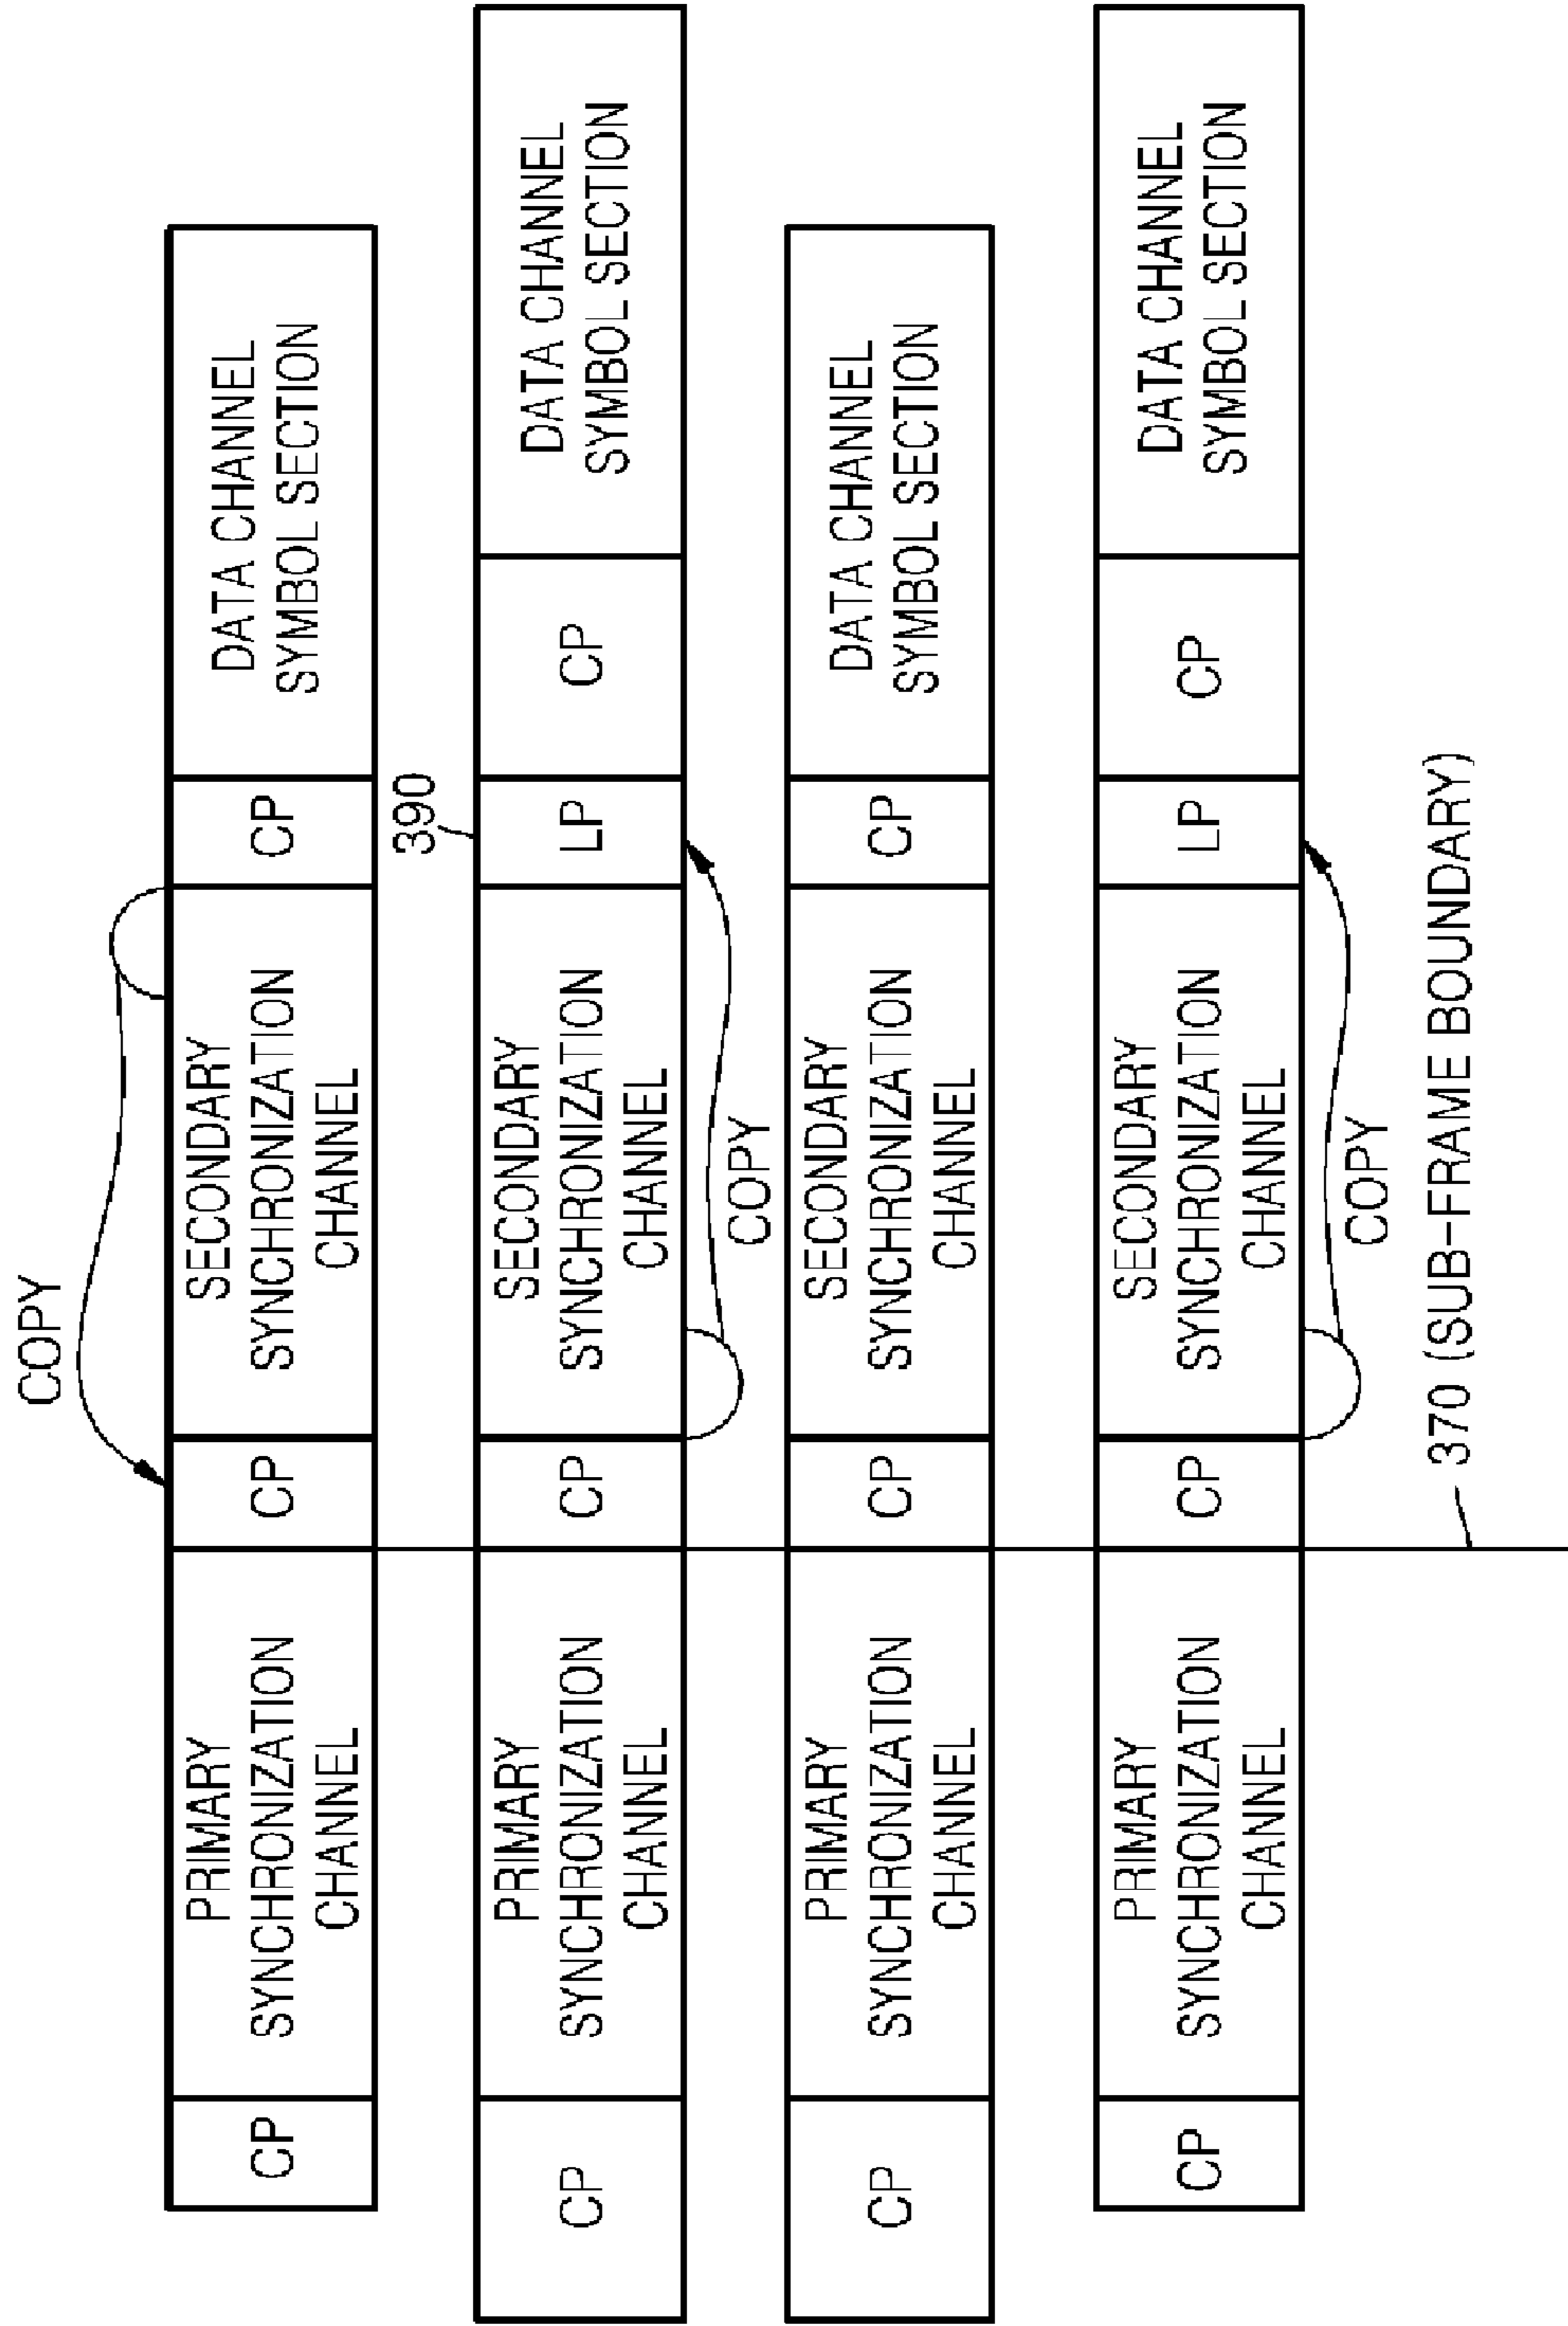 COPY
CP
PRIMARY
SYNCHRONIZATION
CHANNEL
CP
SECONDARY
SYNCHRONIZATION
CHANNEL
CP
DATA CHANNEL
SYMBOL SECTION
390
CP
PRIMARY
SYNCHRONIZATION
CHANNEL
CP
SECONDARY
SYNCHRONIZATION
CHANNEL
LP
CP
DATA CHANNEL
SYMBOL SECTION
COPY
CP
PRIMARY
SYNCHRONIZATION
CHANNEL
CP
SECONDARY
SYNCHRONIZATION
CHANNEL
CP
DATA CHANNEL
SYMBOL SECTION
CP
PRIMARY
SYNCHRONIZATION
CHANNEL
CP
SECONDARY
SYNCHRONIZATION
CHANNEL
LP
CP
DATA CHANNEL
SYMBOL SECTION
COPY
370 (SUB-FRAME BOUNDARY)